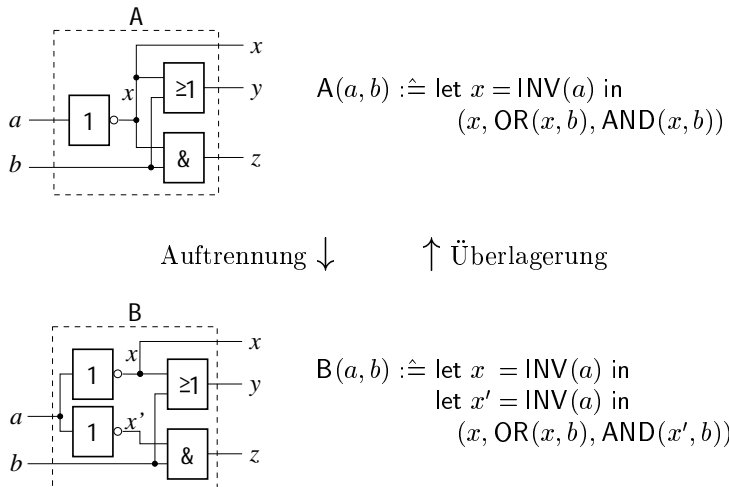 A
x
x
≥1
y
A(a, b) :≙ let x = INV(a) in
(x, OR(x, b), AND(x, b))
a
1
&
z
b
Auftrennung ↓
↑ Überlagerung
B
x
x
1
≥1
y
B(a, b) :≙ let x = INV(a) in
let x′ = INV(a) in
(x, OR(x, b), AND(x′, b))
a
1
x'
&
z
b